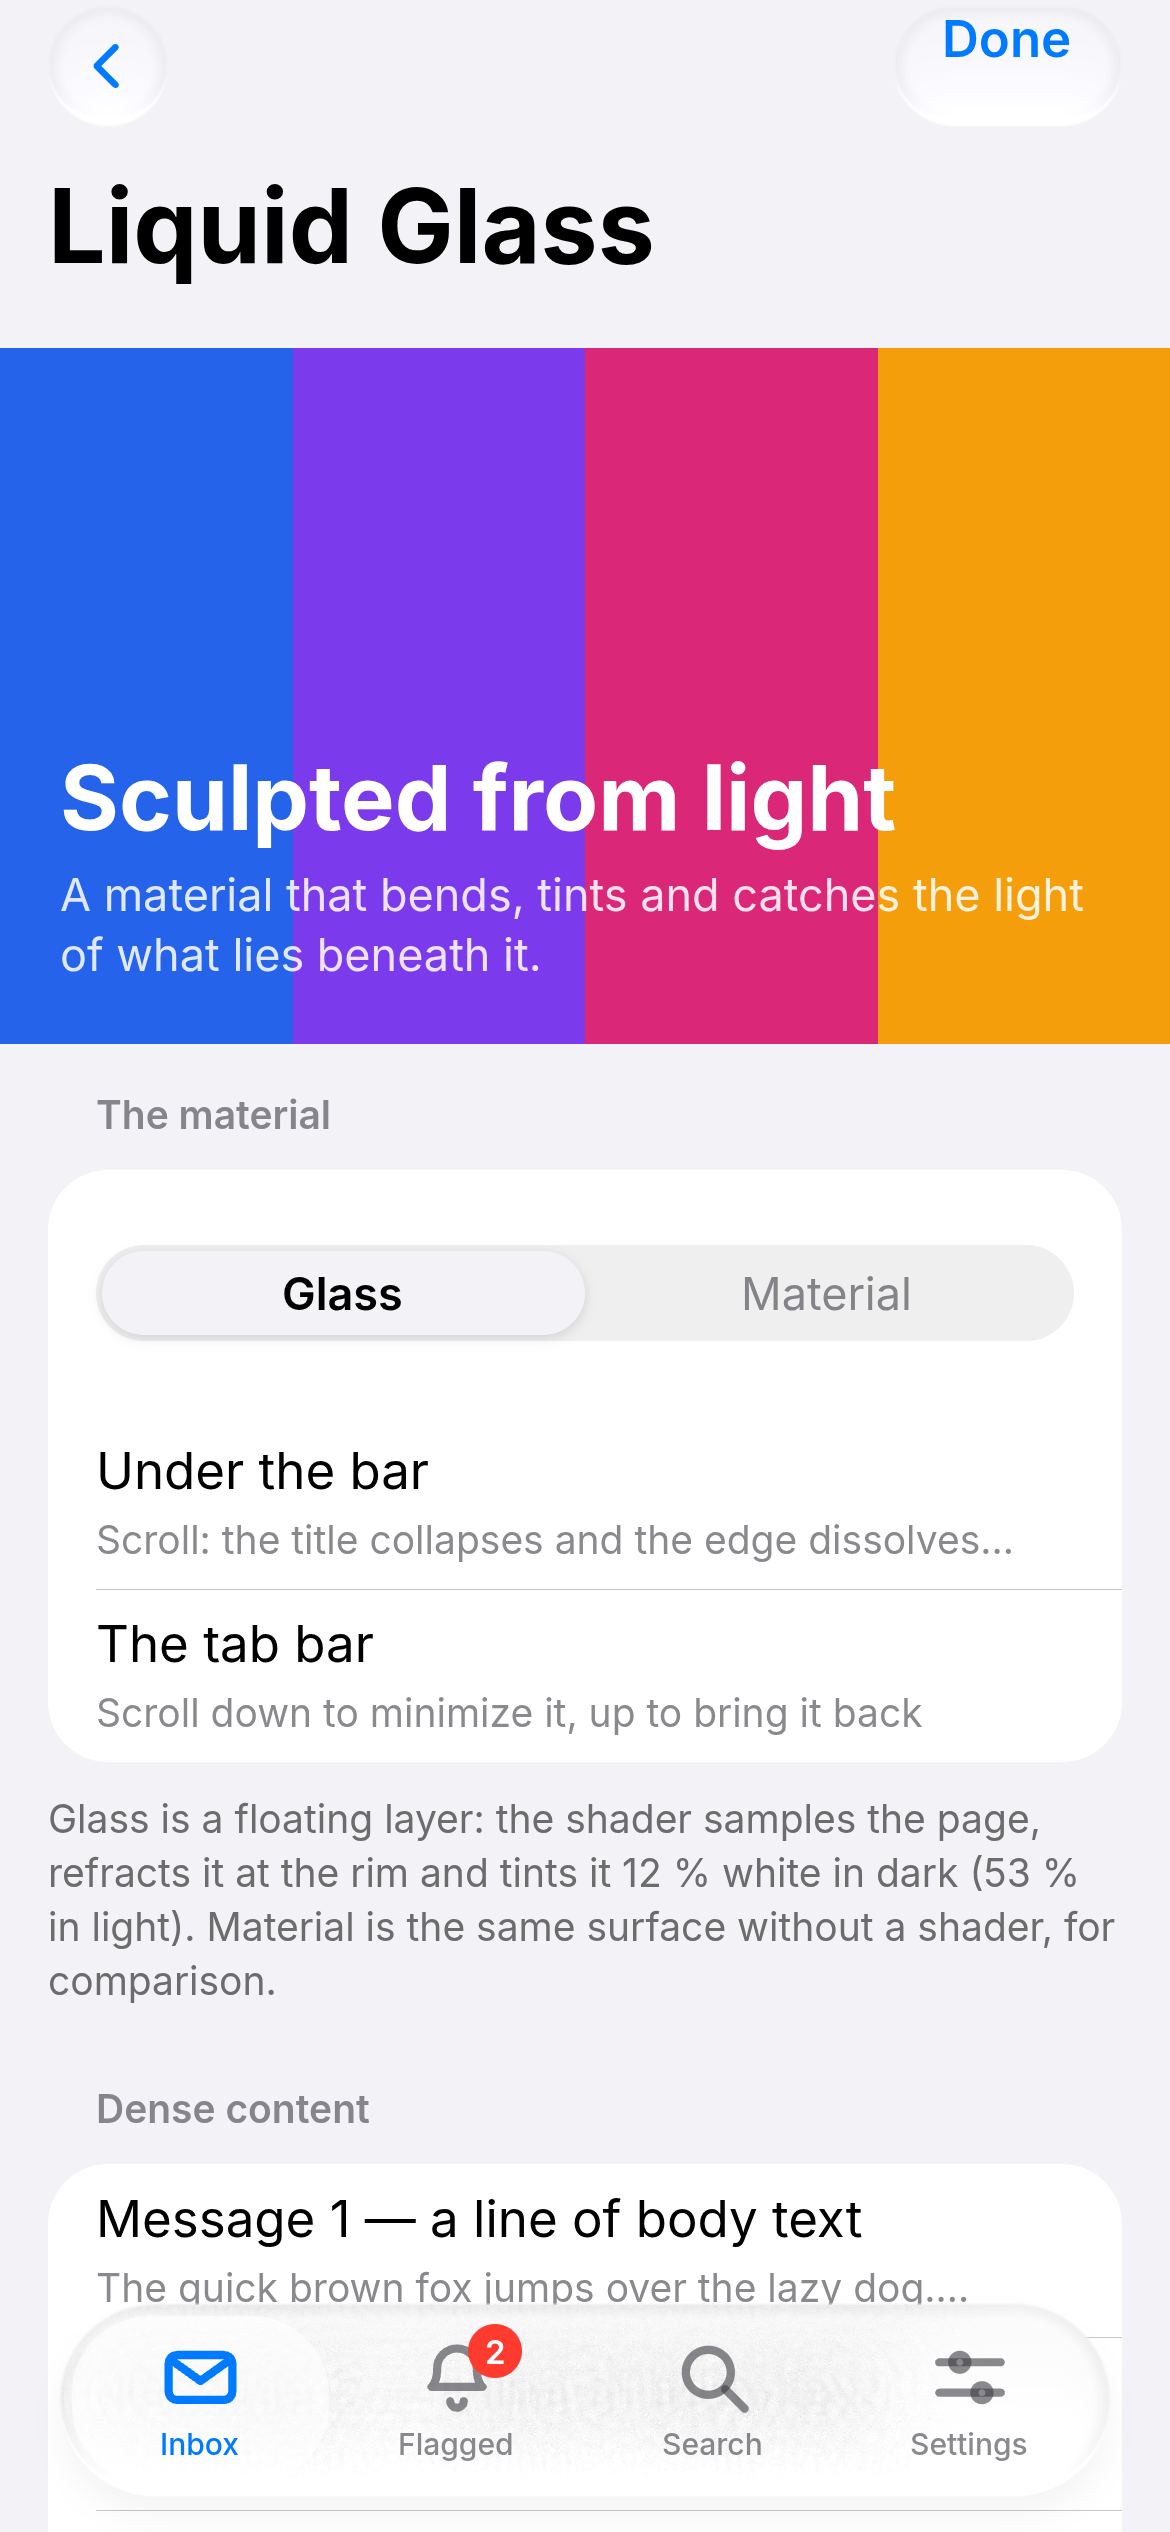 Done
Liquid Glass
Sculpted from light
A material that bends, tints and catches the light
of what lies beneath it.
The material
Glass
Material
Under the bar
Scroll: the title collapses and the edge dissolves...
The tab bar
Scroll down to minimize it, up to bring it back
Glass is a floating layer: the shader samples the page,
refracts it at the rim and tints it 12 % white in dark (53 %
in light). Material is the same surface without a shader, for
comparison.
Dense content
Message 1 — a line of body text
The quick brown fox jumps over the lazy dog....
2
Inbox
Flagged
Search
Settings